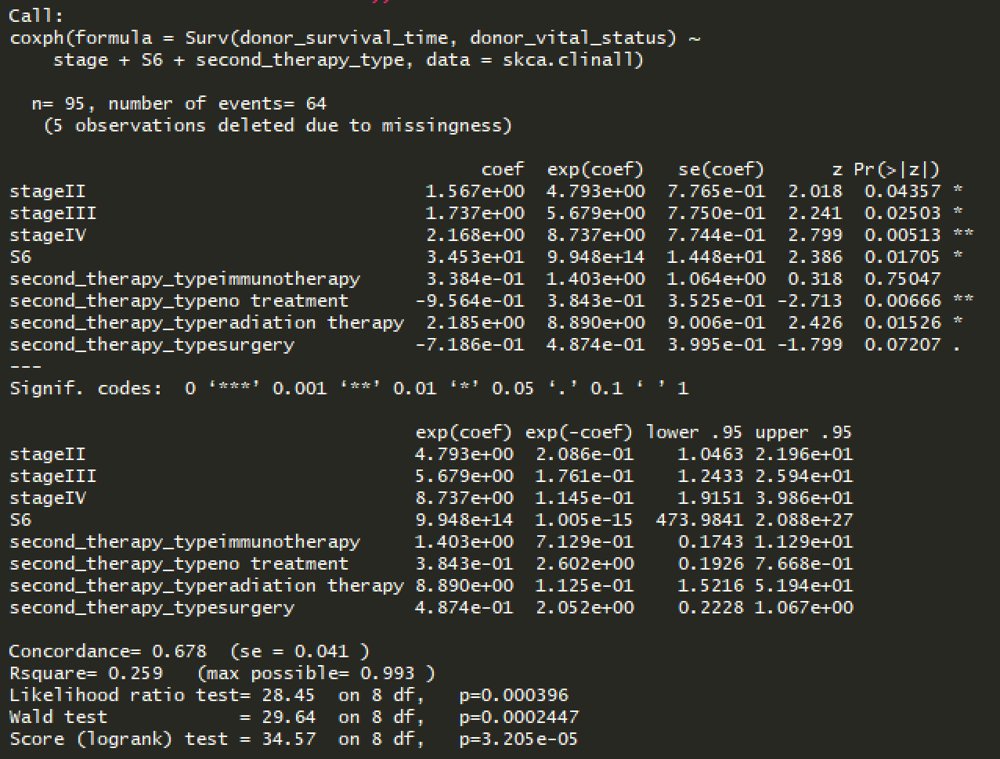 Call:
coxph(formula = Surv(donor_survival_time, donor_vital_status) ~
    stage + S6 + second_therapy_type, data = skca.clinall)

  n= 95, number of events= 64
   (5 observations deleted due to missingness)

                                          coef  exp(coef)   se(coef)      z Pr(>|z|)
stageII                              1.567e+00  4.793e+00  7.765e-01  2.018  0.04357 *
stageIII                             1.737e+00  5.679e+00  7.750e-01  2.241  0.02503 *
stageIV                              2.168e+00  8.737e+00  7.744e-01  2.799  0.00513 **
S6                                   3.453e+01  9.948e+14  1.448e+01  2.386  0.01705 *
second_therapy_typeimmunotherapy     3.384e-01  1.403e+00  1.064e+00  0.318  0.75047
second_therapy_typeno treatment     -9.564e-01  3.843e-01  3.525e-01 -2.713  0.00666 **
second_therapy_typeradiation therapy 2.185e+00  8.890e+00  9.006e-01  2.426  0.01526 *
second_therapy_typesurgery          -7.186e-01  4.874e-01  3.995e-01 -1.799  0.07207 .
---
Signif. codes:  0 ‘***’ 0.001 ‘**’ 0.01 ‘*’ 0.05 ‘.’ 0.1 ‘ ’ 1

                                    exp(coef) exp(-coef) lower .95 upper .95
stageII                             4.793e+00  2.086e-01    1.0463 2.196e+01
stageIII                            5.679e+00  1.761e-01    1.2433 2.594e+01
stageIV                             8.737e+00  1.145e-01    1.9151 3.986e+01
S6                                  9.948e+14  1.005e-15  473.9841 2.088e+27
second_therapy_typeimmunotherapy    1.403e+00  7.129e-01    0.1743 1.129e+01
second_therapy_typeno treatment     3.843e-01  2.602e+00    0.1926 7.668e-01
second_therapy_typeradiation therapy 8.890e+00  1.125e-01    1.5216 5.194e+01
second_therapy_typesurgery          4.874e-01  2.052e+00    0.2228 1.067e+00

Concordance= 0.678  (se = 0.041 )
Rsquare= 0.259   (max possible= 0.993 )
Likelihood ratio test= 28.45  on 8 df,   p=0.000396
Wald test            = 29.64  on 8 df,   p=0.0002447
Score (logrank) test = 34.57  on 8 df,   p=3.205e-05